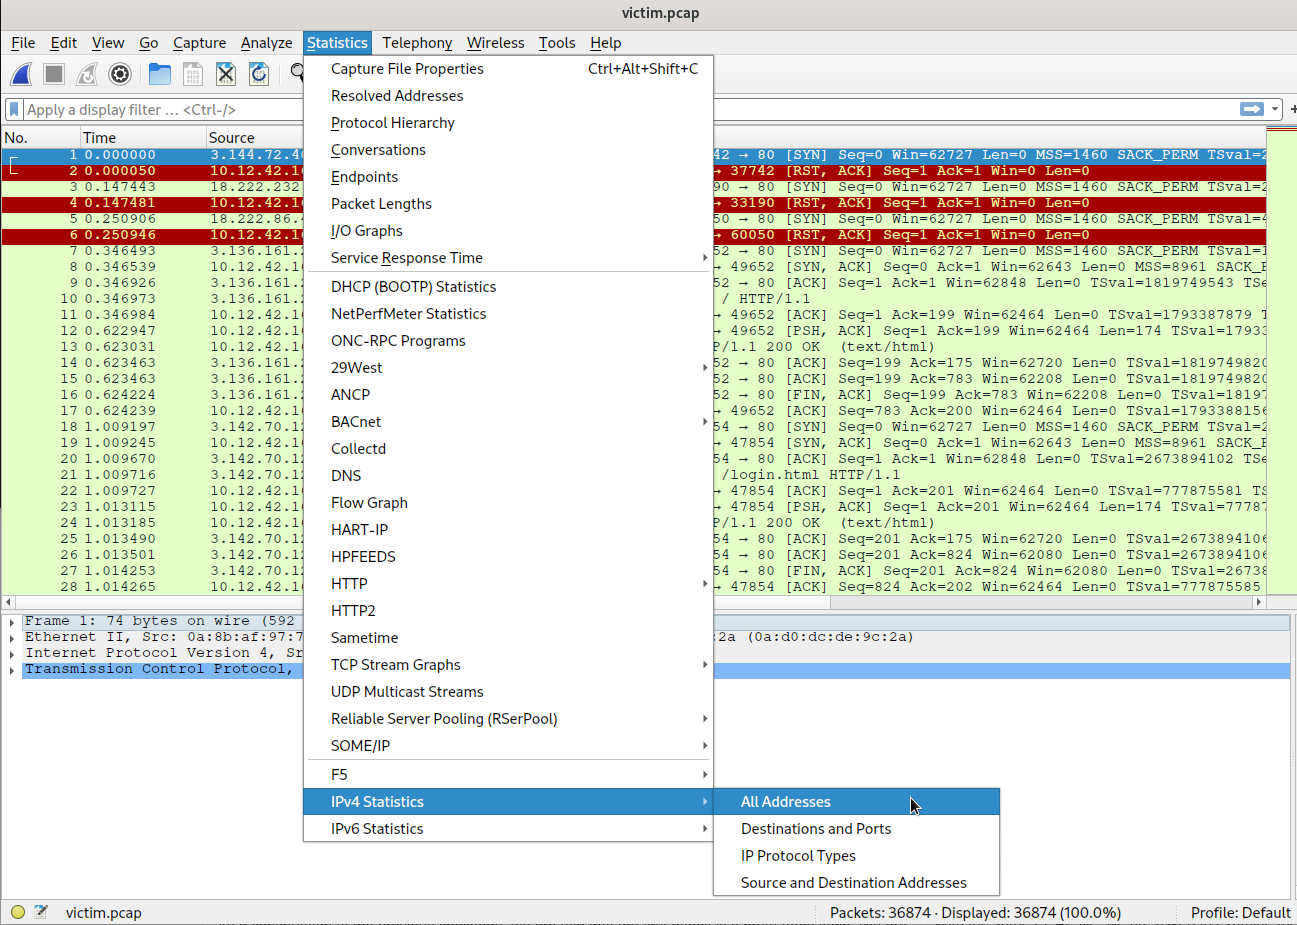 victim.pcap
File Edit View Go Capture Analyze Statistics Telephony Wireless Tools Help
Apply a display filter ... <Ctrl-/>
No. Time Source
1 0.000000 3.144.72.4
2 0.000050 10.12.42.1
3 0.147443 18.222.232
4 0.147481 10.12.42.1
5 0.250906 18.222.86.
6 0.250946 10.12.42.1
7 0.346493 3.136.161.
8 0.346539 10.12.42.1
9 0.346926 3.136.161.
10 0.346973 3.136.161.
11 0.346984 10.12.42.1
12 0.622947 10.12.42.1
13 0.623031 10.12.42.1
14 0.623463 3.136.161.
15 0.623463 3.136.161.
16 0.624224 3.136.161.
17 0.624239 10.12.42.1
18 1.009197 3.142.70.1
19 1.009245 10.12.42.1
20 1.009670 3.142.70.1
21 1.009716 3.142.70.1
22 1.009727 10.12.42.1
23 1.013115 10.12.42.1
24 1.013185 10.12.42.1
25 1.013490 3.142.70.1
26 1.013501 3.142.70.1
27 1.014253 3.142.70.1
28 1.014265 10.12.42.1
Capture File Properties Ctrl+Alt+Shift+C
Resolved Addresses
Protocol Hierarchy
Conversations
Endpoints
Packet Lengths
I/O Graphs
Service Response Time
DHCP (BOOTP) Statistics
NetPerfMeter Statistics
ONC-RPC Programs
29West
ANCP
BACnet
Collectd
DNS
Flow Graph
HART-IP
HPFEEDS
HTTP
HTTP2
Sametime
TCP Stream Graphs
UDP Multicast Streams
Reliable Server Pooling (RSerPool)
SOME/IP
F5
IPv4 Statistics
IPv6 Statistics
All Addresses
Destinations and Ports
IP Protocol Types
Source and Destination Addresses
42 → 80 [SYN] Seq=0 Win=62727 Len=0 MSS=1460 SACK_PERM TSval=2
→ 37742 [RST, ACK] Seq=1 Ack=1 Win=0 Len=0
90 → 80 [SYN] Seq=0 Win=62727 Len=0 MSS=1460 SACK_PERM TSval=2
→ 33190 [RST, ACK] Seq=1 Ack=1 Win=0 Len=0
50 → 80 [SYN] Seq=0 Win=62727 Len=0 MSS=1460 SACK_PERM TSval=4
→ 60050 [RST, ACK] Seq=1 Ack=1 Win=0 Len=0
52 → 80 [SYN] Seq=0 Win=62727 Len=0 MSS=1460 SACK_PERM TSval=1
→ 49652 [SYN, ACK] Seq=0 Ack=1 Win=62643 Len=0 MSS=8961 SACK_P
52 → 80 [ACK] Seq=1 Ack=1 Win=62848 Len=0 TSval=1819749543 TSe
/ HTTP/1.1
→ 49652 [ACK] Seq=1 Ack=199 Win=62464 Len=0 TSval=1793387879 T
→ 49652 [PSH, ACK] Seq=1 Ack=199 Win=62464 Len=174 TSval=17933
P/1.1 200 OK (text/html)
52 → 80 [ACK] Seq=199 Ack=175 Win=62720 Len=0 TSval=1819749820
52 → 80 [ACK] Seq=199 Ack=783 Win=62208 Len=0 TSval=1819749820
52 → 80 [FIN, ACK] Seq=199 Ack=783 Win=62208 Len=0 TSval=18197
→ 49652 [ACK] Seq=783 Ack=200 Win=62464 Len=0 TSval=1793388156
54 → 80 [SYN] Seq=0 Win=62727 Len=0 MSS=1460 SACK_PERM TSval=2
→ 47854 [SYN, ACK] Seq=0 Ack=1 Win=62643 Len=0 MSS=8961 SACK_P
54 → 80 [ACK] Seq=1 Ack=1 Win=62848 Len=0 TSval=2673894102 TSe
/login.html HTTP/1.1
→ 47854 [ACK] Seq=1 Ack=201 Win=62464 Len=0 TSval=777875581 TS
→ 47854 [PSH, ACK] Seq=1 Ack=201 Win=62464 Len=174 TSval=77787
P/1.1 200 OK (text/html)
54 → 80 [ACK] Seq=201 Ack=175 Win=62720 Len=0 TSval=2673894106
54 → 80 [ACK] Seq=201 Ack=824 Win=62080 Len=0 TSval=2673894106
54 → 80 [FIN, ACK] Seq=201 Ack=824 Win=62080 Len=0 TSval=26738
→ 47854 [ACK] Seq=824 Ack=202 Win=62464 Len=0 TSval=777875585
Frame 1: 74 bytes on wire (592
Ethernet II, Src: 0a:8b:af:97:7 :2a (0a:d0:dc:de:9c:2a)
Internet Protocol Version 4, Sr
Transmission Control Protocol,
victim.pcap
Packets: 36874 · Displayed: 36874 (100.0%) Profile: Default